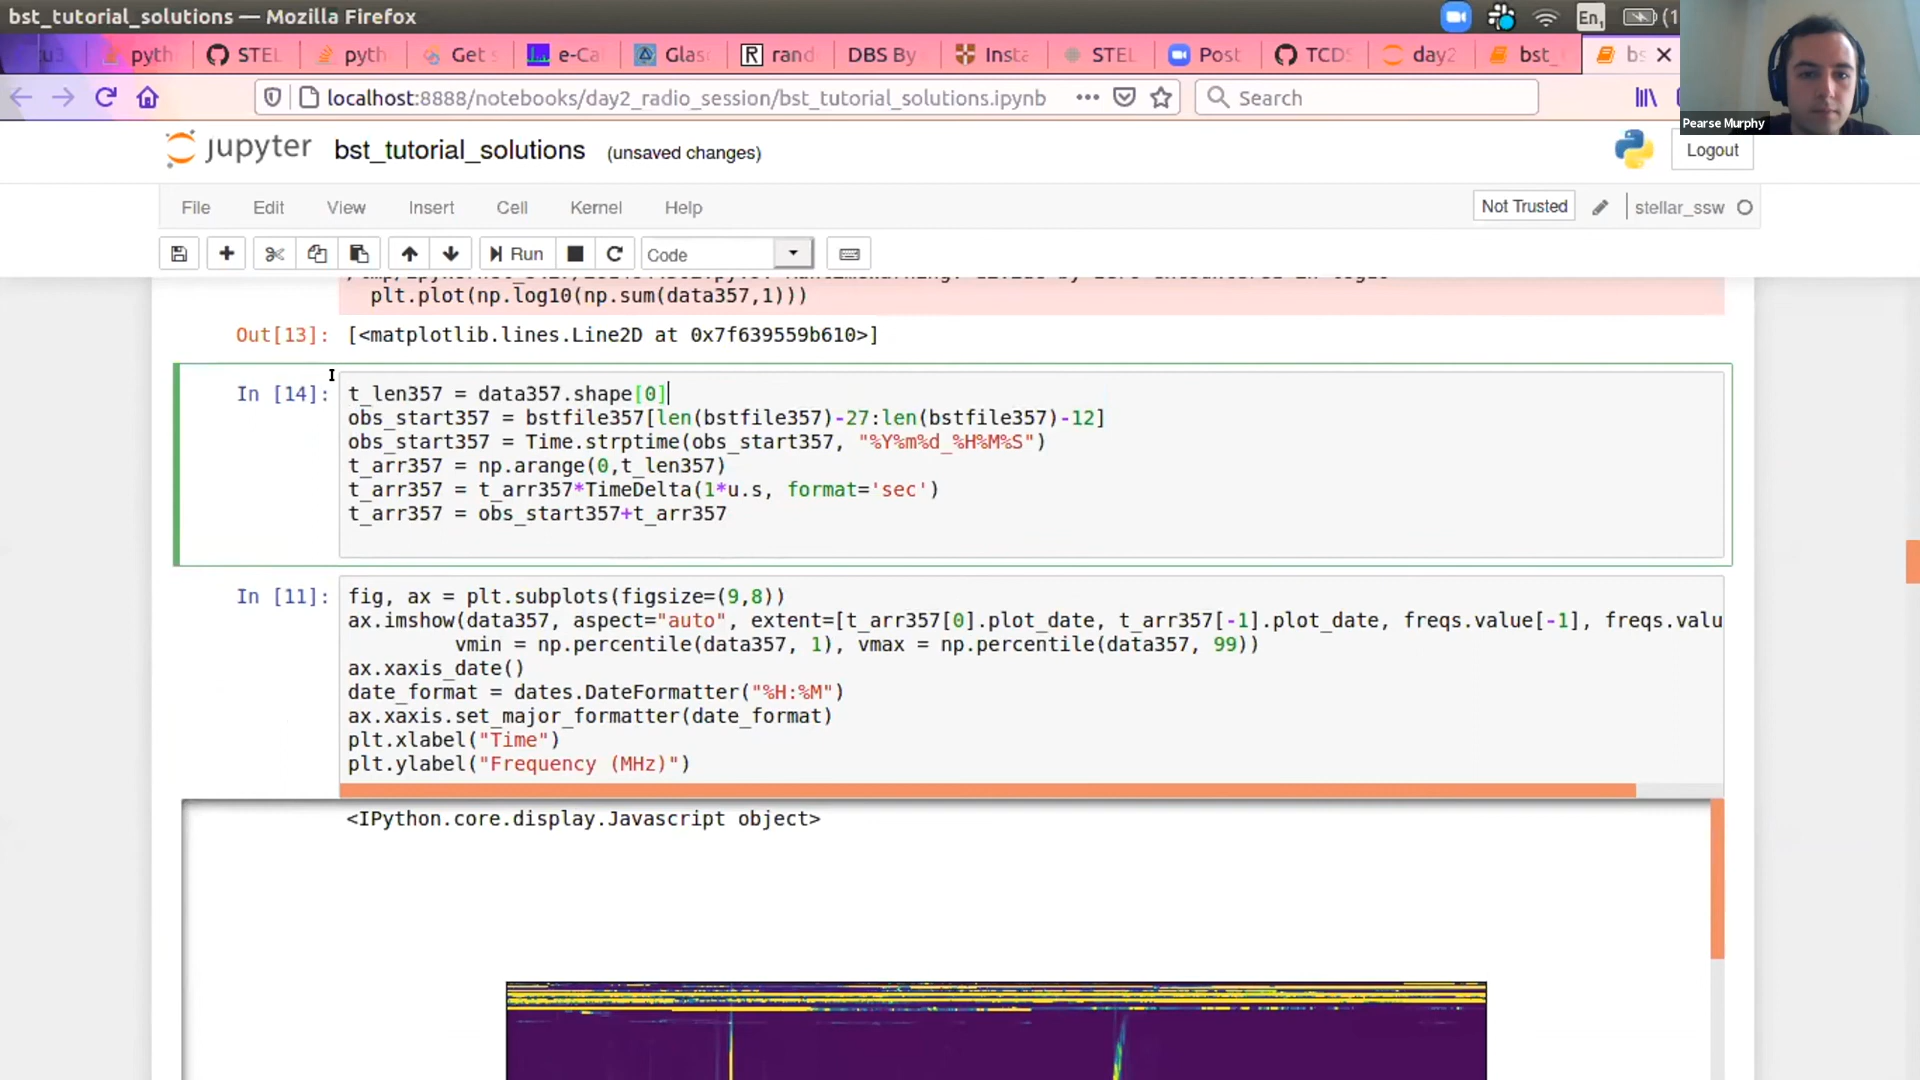 bst_tutorial_solutions — Mozilla Firefox
En1
(1
tu3 pyth STEL pyth Get s e-Ca Glas rand DBS By Insta STEL Post TCDS day2 bst_ bs
localhost:8888/notebooks/day2_radio_session/bst_tutorial_solutions.ipynb
Search
Pearse Murphy
jupyter bst_tutorial_solutions (unsaved changes)
Logout
File Edit View Insert Cell Kernel Help
Not Trusted
stellar_ssw
Run
Code
plt.plot(np.log10(np.sum(data357,1)))
Out[13]: [<matplotlib.lines.Line2D at 0x7f639559b610>]
In [14]: t_len357 = data357.shape[0]
obs_start357 = bstfile357[len(bstfile357)-27:len(bstfile357)-12]
obs_start357 = Time.strptime(obs_start357, "%Y%m%d_%H%M%S")
t_arr357 = np.arange(0,t_len357)
t_arr357 = t_arr357*TimeDelta(1*u.s, format='sec')
t_arr357 = obs_start357+t_arr357
In [11]: fig, ax = plt.subplots(figsize=(9,8))
ax.imshow(data357, aspect="auto", extent=[t_arr357[0].plot_date, t_arr357[-1].plot_date, freqs.value[-1], freqs.valu
vmin = np.percentile(data357, 1), vmax = np.percentile(data357, 99))
ax.xaxis_date()
date_format = dates.DateFormatter("%H:%M")
ax.xaxis.set_major_formatter(date_format)
plt.xlabel("Time")
plt.ylabel("Frequency (MHz)")
<IPython.core.display.Javascript object>